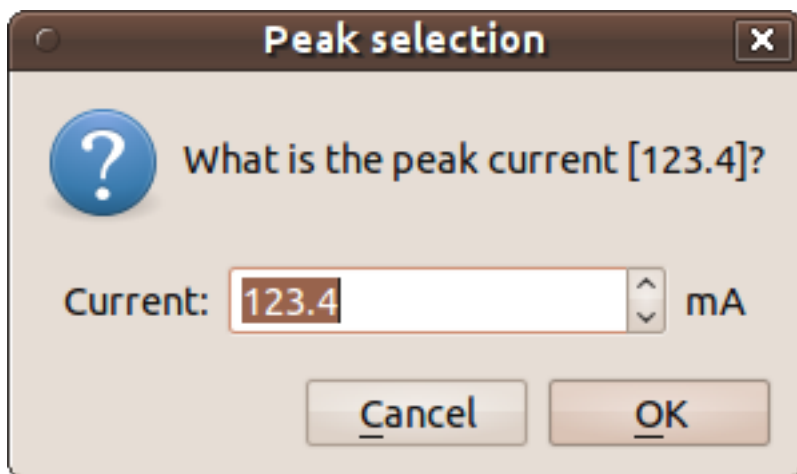 Peak selection
What is the peak current [123.4]?
Current: 123.4 mA
Cancel OK